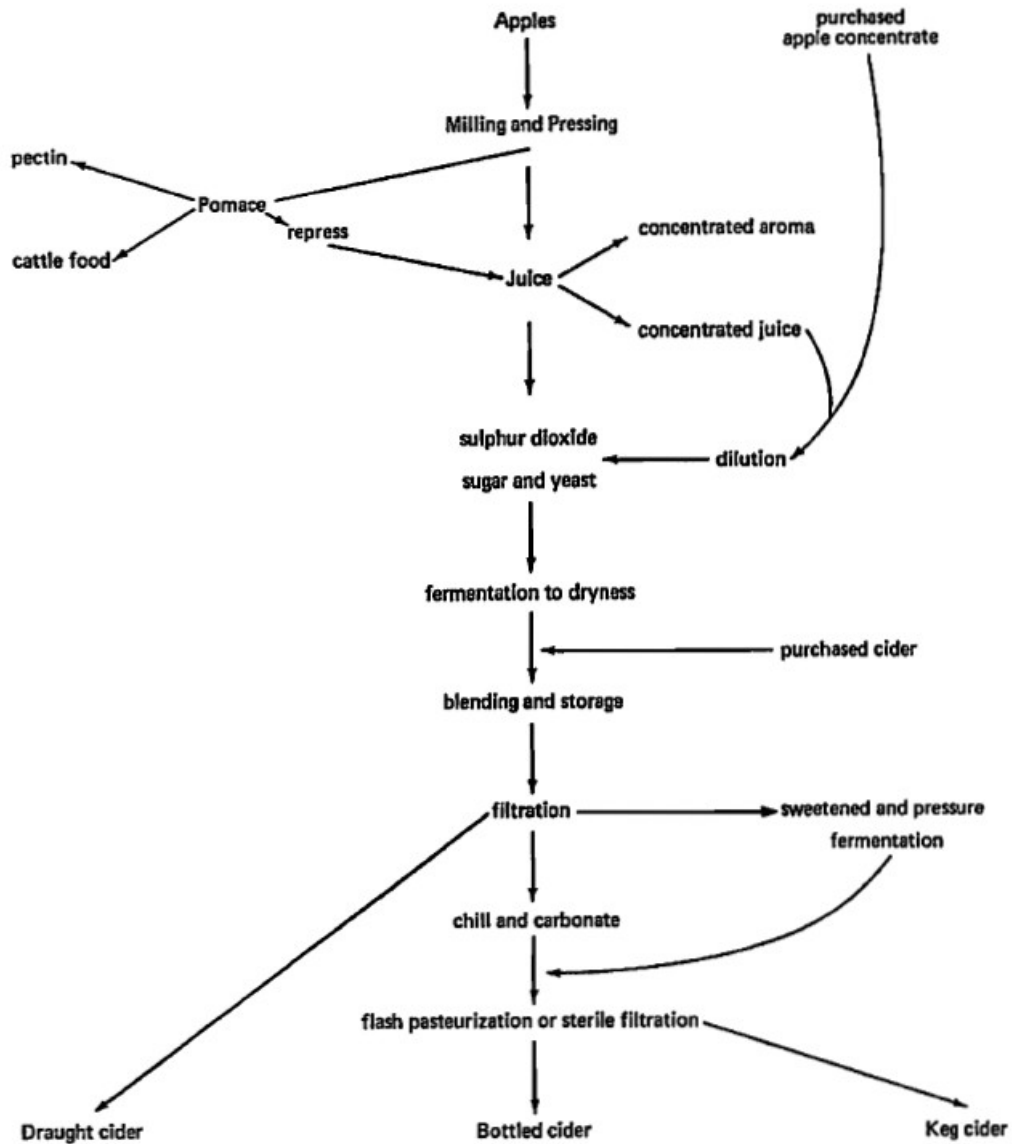 Apples
purchased
apple concentrate
Milling and Pressing
pectin
Pomace
repress
cattle food
concentrated aroma
Juice
concentrated juice
sulphur dioxide
dilution
sugar and yeast
fermentation to dryness
purchased cider
blending and storage
filtration
sweetened and pressure
fermentation
chill and carbonate
flash pasteurization or sterile filtration
Draught cider
Bottled cider
Keg cider